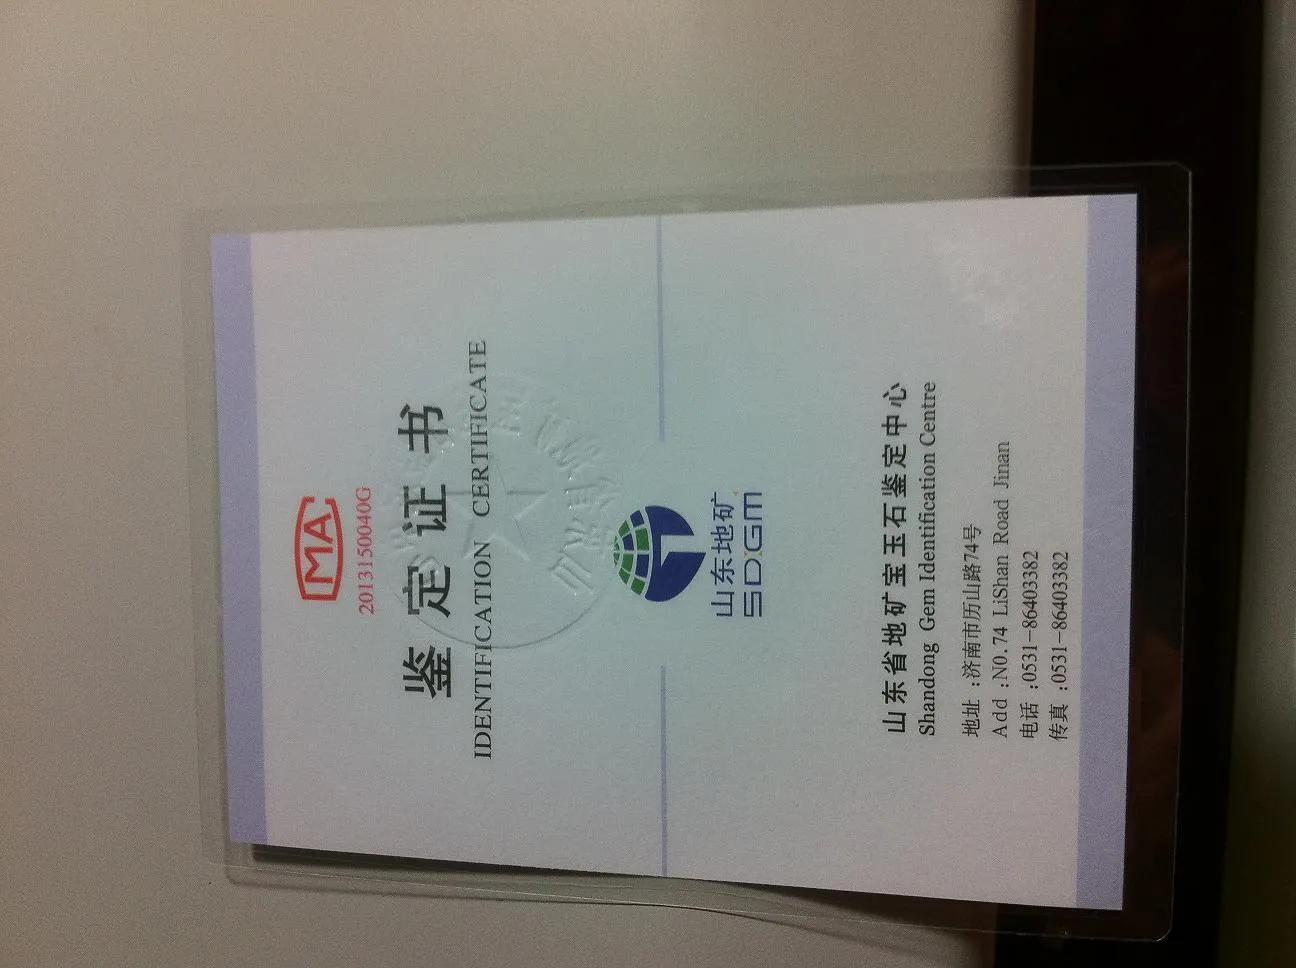 MA
2013150040G
鉴定证书
IDENTIFICATION CERTIFICATE
山东地矿
SDGM
山东省地矿宝玉石鉴定中心
Shandong Gem Identification Centre
地址:济南市历山路74号
Add:N0.74 LiShan Road Jinan
电话:0531-86403382
传真:0531-86403382